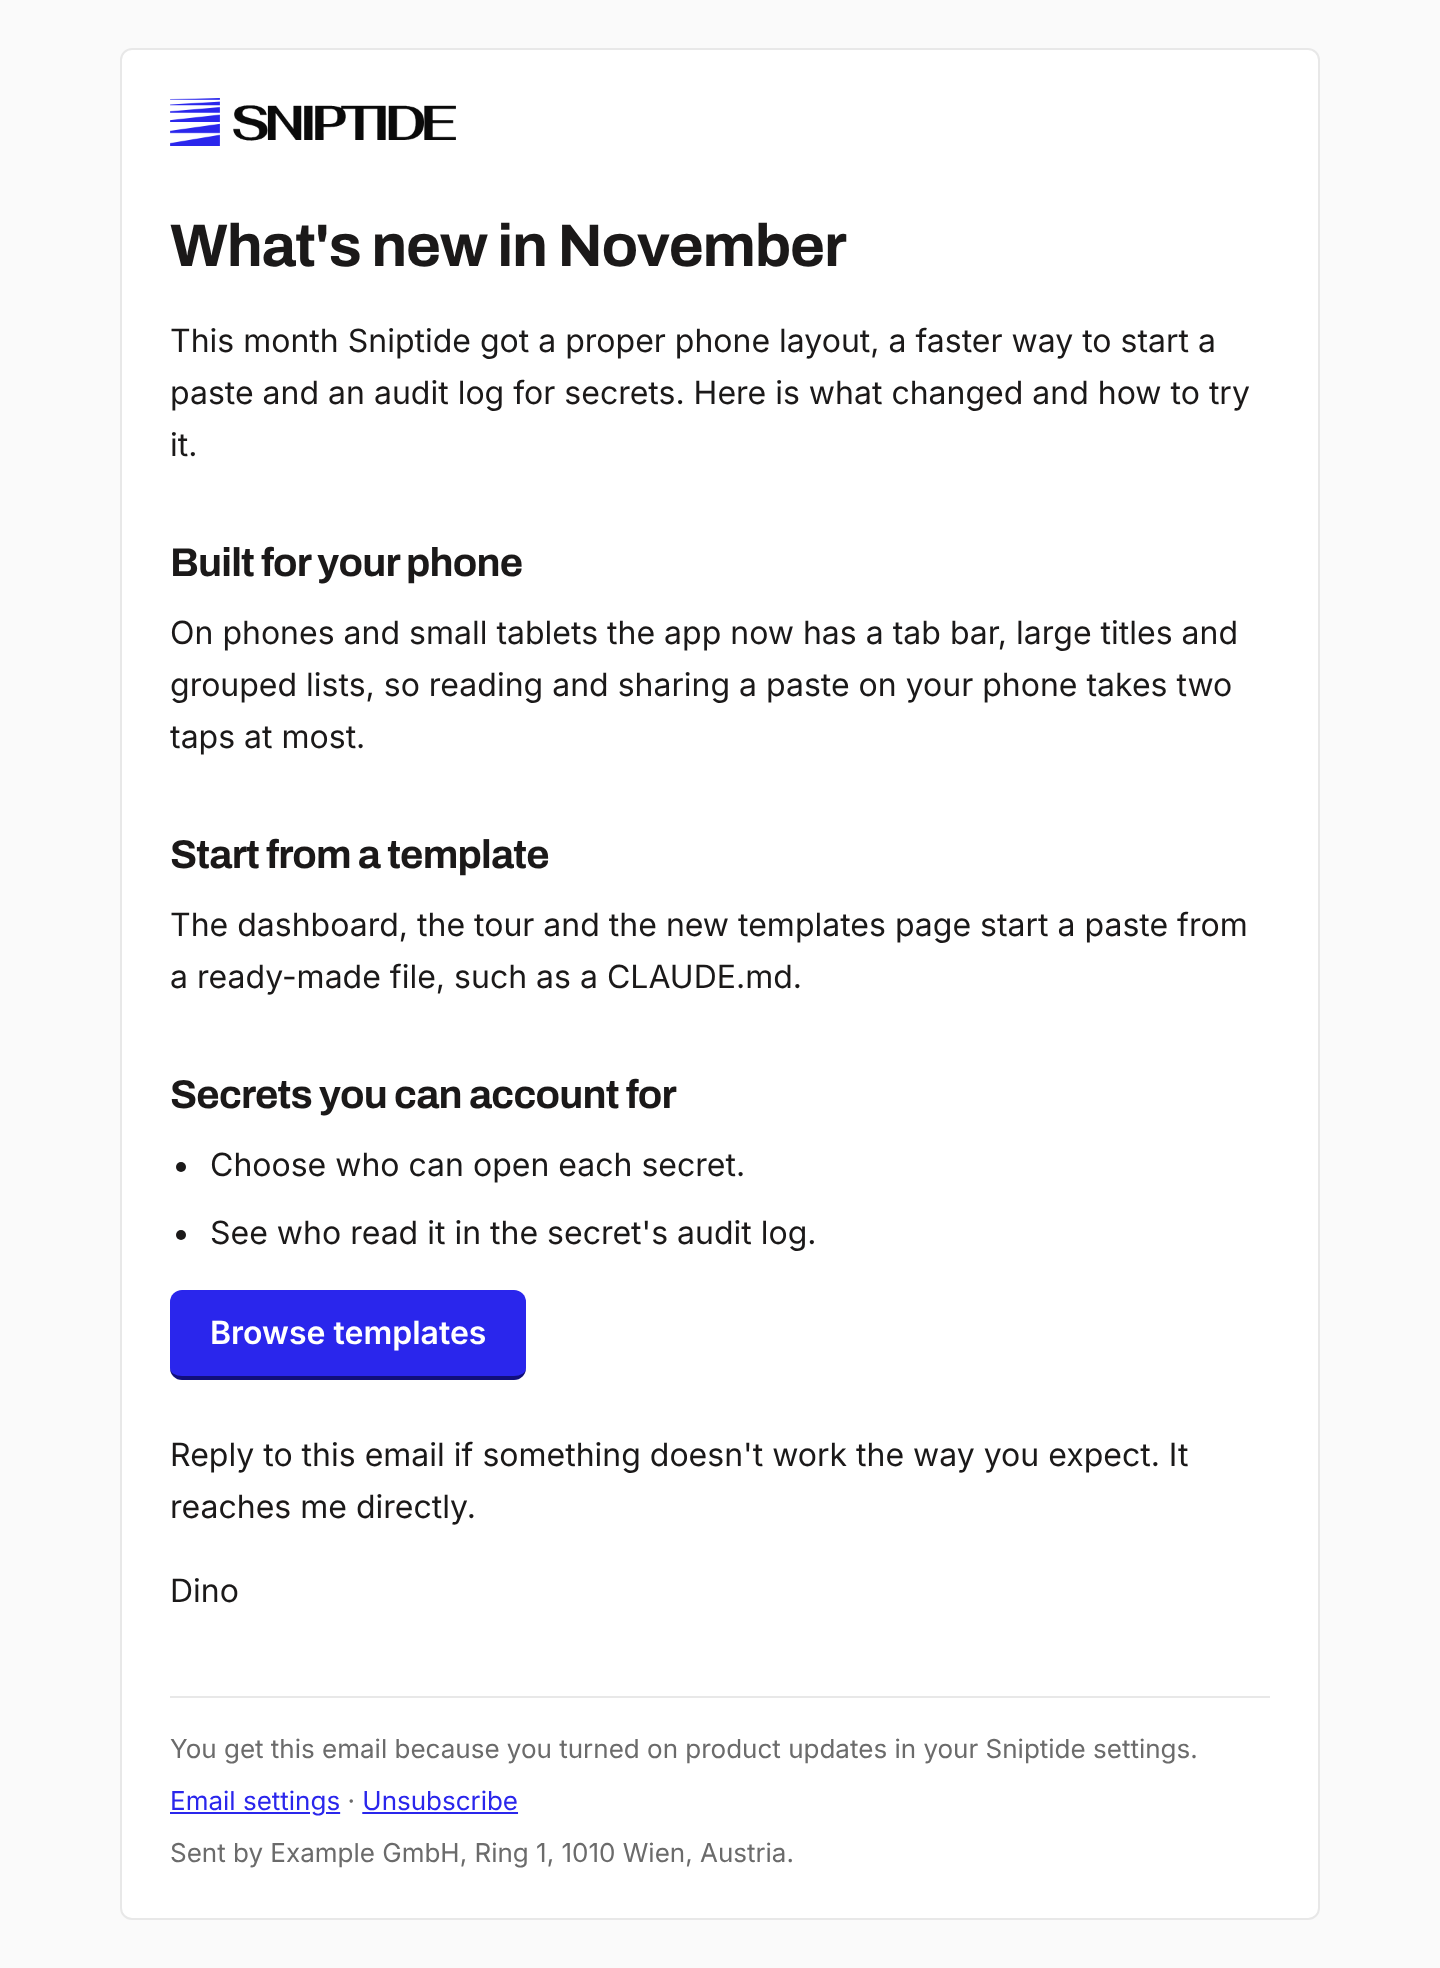 SNIPTIDE
What's new in November
This month Sniptide got a proper phone layout, a faster way to start a
paste and an audit log for secrets. Here is what changed and how to try
it.
Built for your phone
On phones and small tablets the app now has a tab bar, large titles and
grouped lists, so reading and sharing a paste on your phone takes two
taps at most.
Start from a template
The dashboard, the tour and the new templates page start a paste from
a ready-made file, such as a CLAUDE.md.
Secrets you can account for
• Choose who can open each secret.
• See who read it in the secret's audit log.
Browse templates
Reply to this email if something doesn't work the way you expect. It
reaches me directly.
Dino
You get this email because you turned on product updates in your Sniptide settings.
Email settings · Unsubscribe
Sent by Example GmbH, Ring 1, 1010 Wien, Austria.